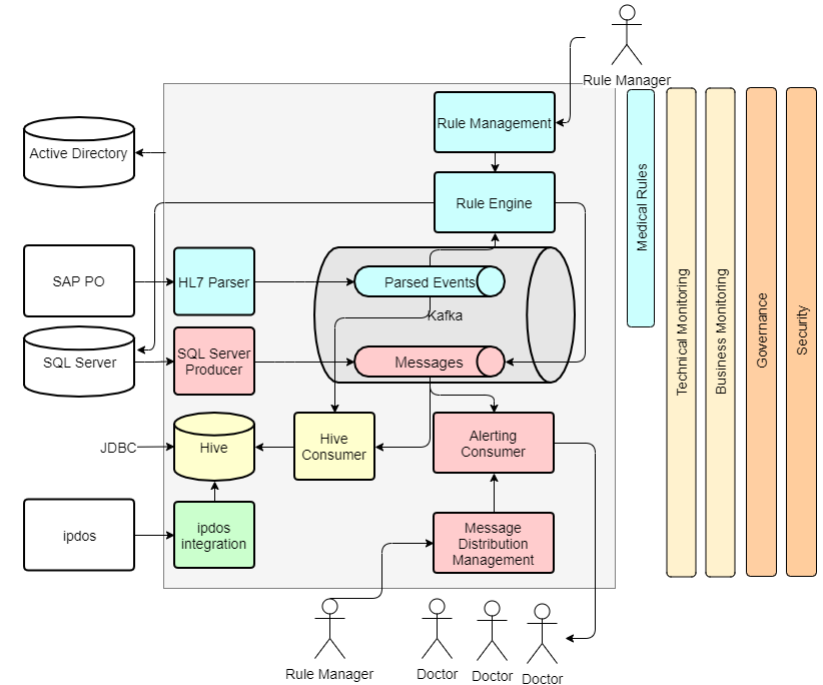 Rule Manager
Rule Management
Active Directory
Rule Engine
Medical Rules
SAP PO
HL7 Parser
Parsed Events
Kafka
SQL Server
SQL Server
Producer
Messages
Technical Monitoring
Business Monitoring
Governance
Security
JDBC
Hive
Hive
Consumer
Alerting
Consumer
ipdos
ipdos
integration
Message
Distribution
Management
Rule Manager
Doctor
Doctor
Doctor